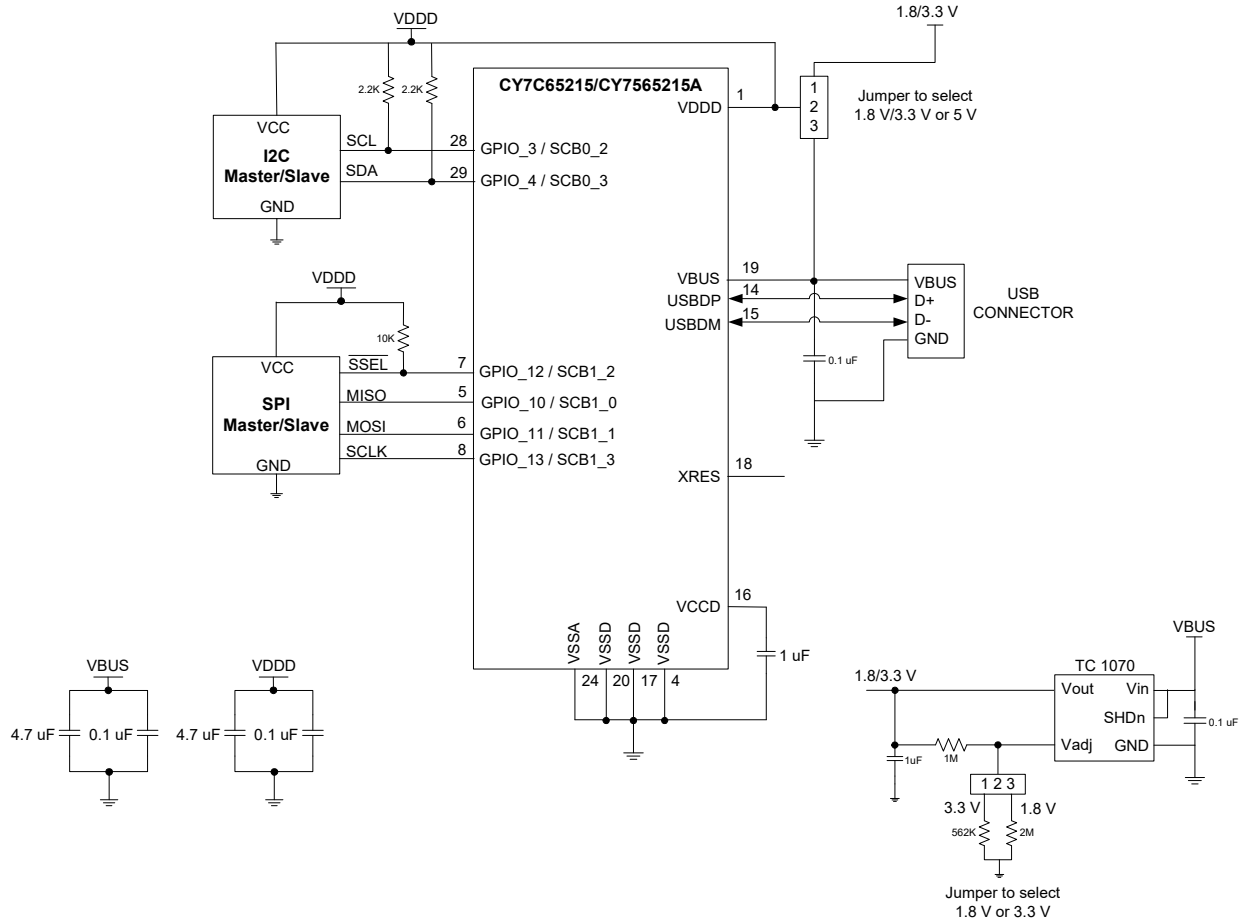 VDDD
1.8/3.3 V
CY7C65215/CY7565215A
2.2K
2.2K
VDDD
1
1
2
3
Jumper to select
1.8 V/3.3 V or 5 V
VCC
I2C
Master/Slave
GND
SCL
28
GPIO_3 / SCB0_2
SDA
29
GPIO_4 / SCB0_3
VDDD
10K
VBUS
19
USBDP
14
USBDM
15
VBUS
D+
D-
GND
USB
CONNECTOR
0.1 uF
VCC
SPI
Master/Slave
GND
SSEL
7
GPIO_12 / SCB1_2
MISO
5
GPIO_10 / SCB1_0
MOSI
6
GPIO_11 / SCB1_1
SCLK
8
GPIO_13 / SCB1_3
XRES
18
VCCD
16
1 uF
VSSA
VSSD
VSSD
VSSD
24
20
17
4
VBUS
4.7 uF
0.1 uF
VDDD
4.7 uF
0.1 uF
VBUS
TC 1070
1.8/3.3 V
Vout
Vin
SHDn
Vadj
GND
0.1 uF
1uF
1M
1 2 3
3.3 V
1.8 V
562K
2M
Jumper to select
1.8 V or 3.3 V